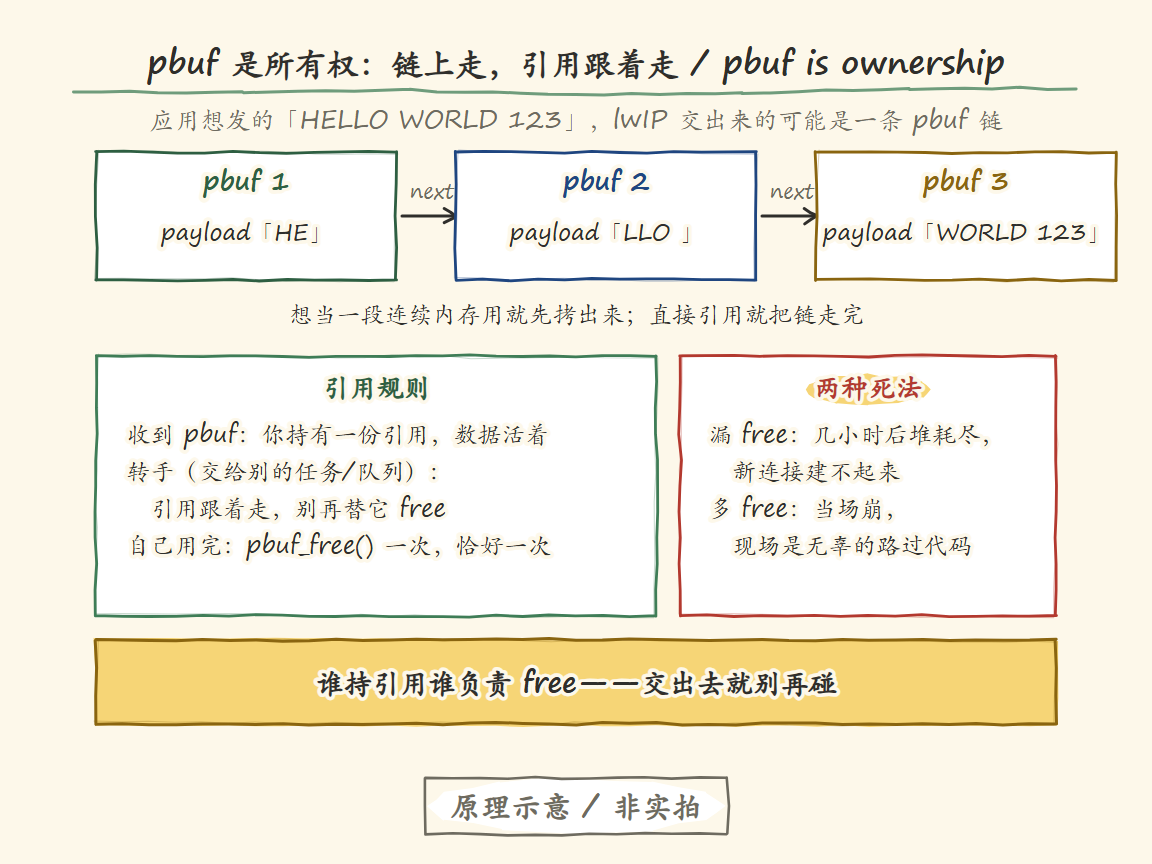 pbuf 是所有权：链上走，引用跟着走 / pbuf is ownership
应用想发的「HELLO WORLD 123」，lwIP 交出来的可能是一条 pbuf 链
pbuf 1
payload「HE」
next
pbuf 2
payload「LLO 」
next
pbuf 3
payload「WORLD 123」
想当一段连续内存用就先拷出来；直接引用就把链走完
引用规则
收到 pbuf：你持有一份引用，数据活着
转手（交给别的任务/队列）：
引用跟着走，别再替它 free
自己用完：pbuf_free() 一次，恰好一次
两种死法
漏 free：几小时后堆耗尽，
新连接建不起来
多 free：当场崩，
现场是无辜的路过代码
谁持引用谁负责 free——交出去就别再碰
原理示意 / 非实拍